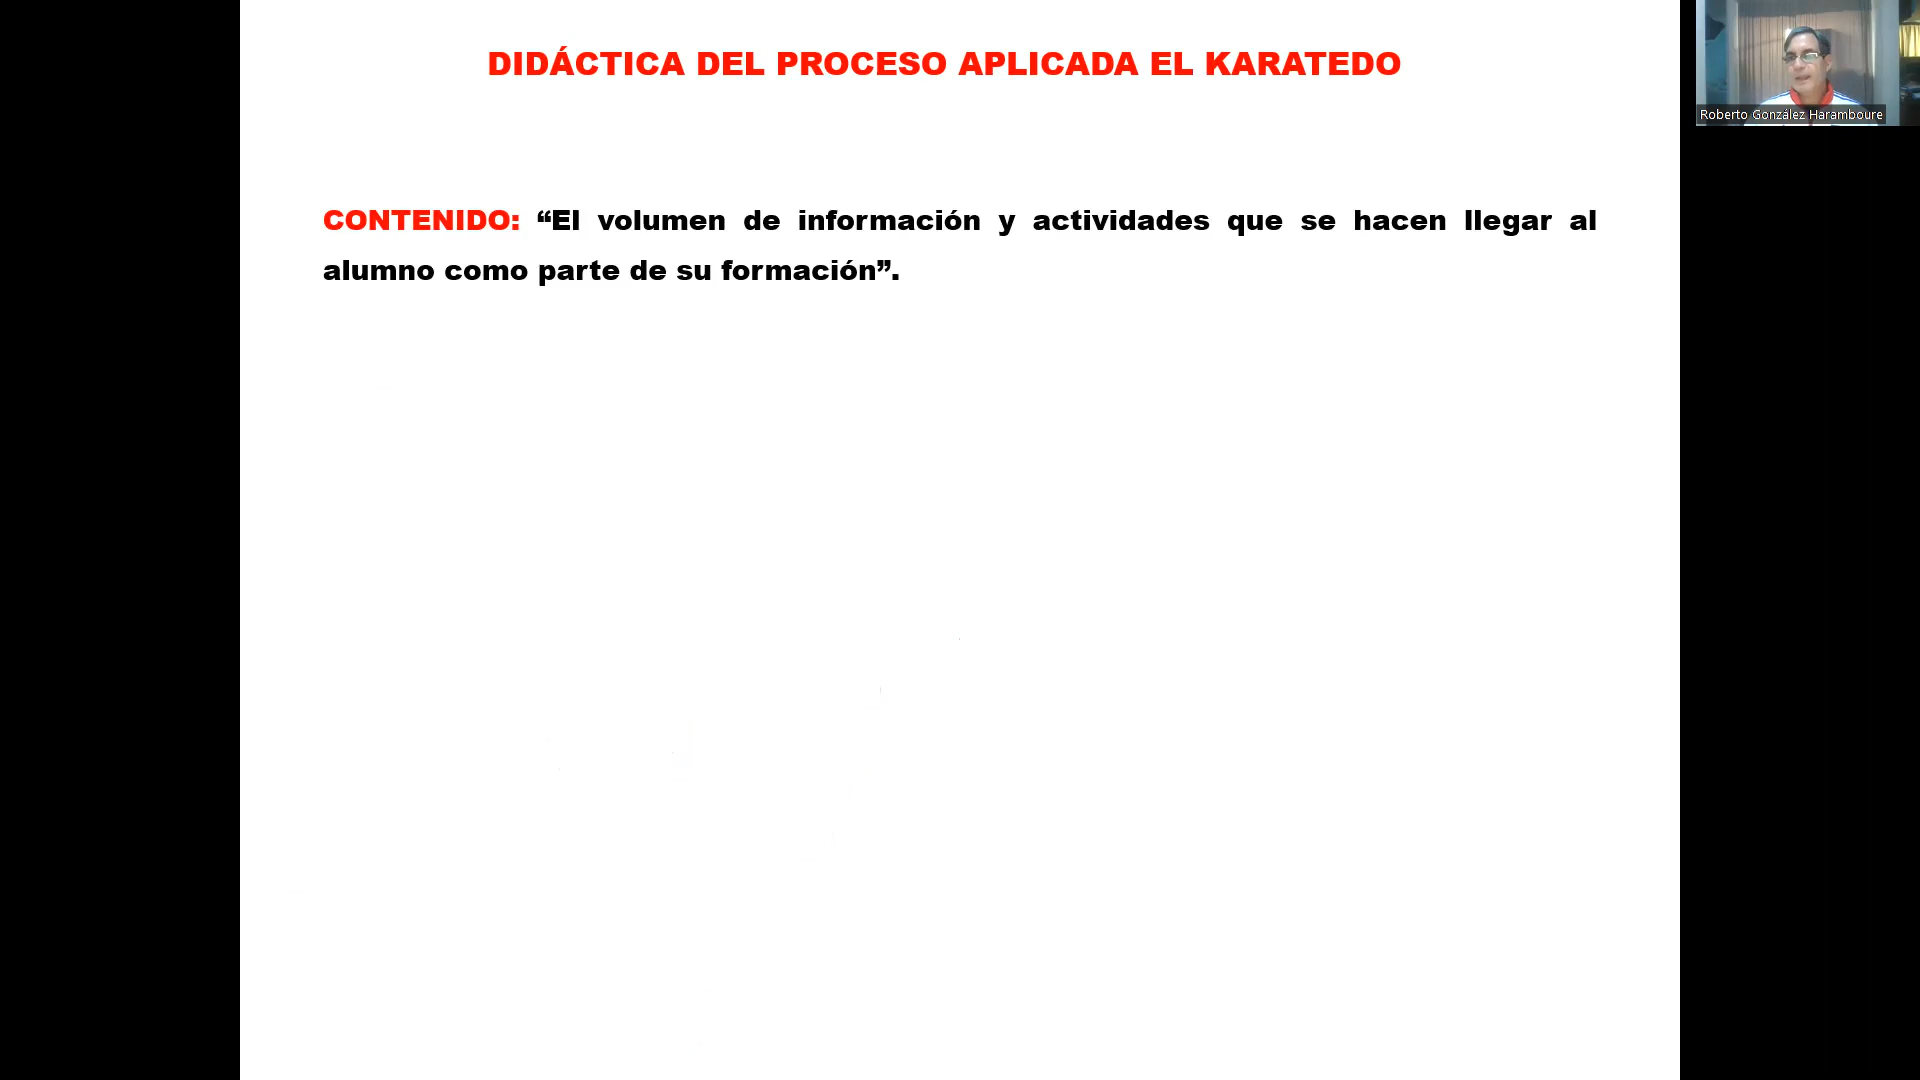 DIDÁCTICA DEL PROCESO APLICADA EL KARATEDO
Roberto González Haramboure
CONTENIDO: “El volumen de información y actividades que se hacen llegar al
alumno como parte de su formación”.